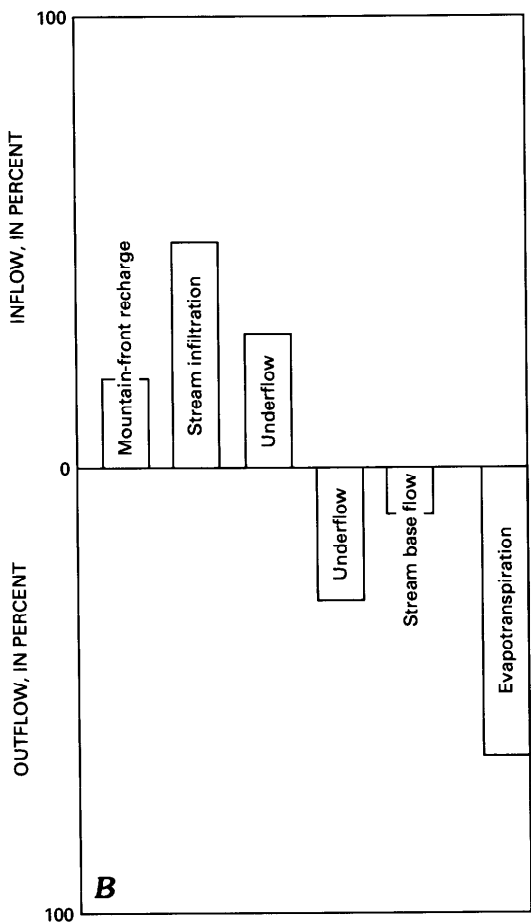 100
INFLOW, IN PERCENT
Mountain-front recharge
Stream infiltration
Underflow
0
Underflow
Stream base flow
Evapotranspiration
OUTFLOW, IN PERCENT
100
B